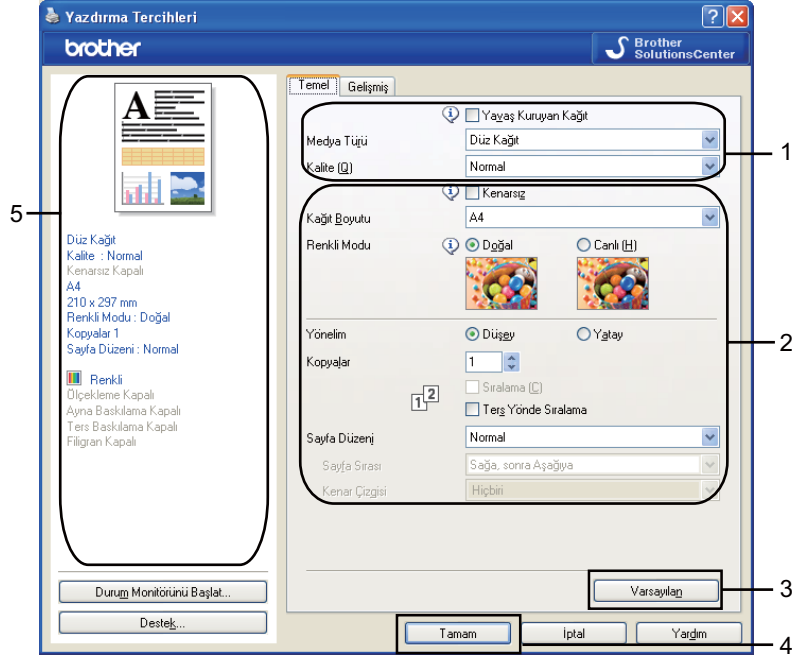 Yazdırma Tercihleri
brother
Brother
SolutionsCenter
A
Düz Kağıt
Kalite : Normal
Kenarsız Kapalı
A4
210 x 297 mm
Renkli Modu : Doğal
Kopyalar 1
Sayfa Düzeni : Normal
Renkli
Ölçekleme Kapalı
Ayna Baskılama Kapalı
Ters Baskılama Kapalı
Filigran Kapalı
Durum Monitörünü Başlat...
Destek...
5
Temel Gelişmiş
Yavaş Kuruyan Kağıt
Medya Türü Düz Kağıt
Kalite (Q) Normal
1
Kenarsız
Kağıt Boyutu A4
Renkli Modu Doğal Canlı (H)
Yönelim Düşey Yatay
2
Kopyalar 1
Sıralama (C)
1 2
Ters Yönde Sıralama
Sayfa Düzeni Normal
Sayfa Sırası Sağa, sonra Aşağıya
Kenar Çizgisi Hiçbiri
Varsayılan
3
Tamam İptal Yardım
4